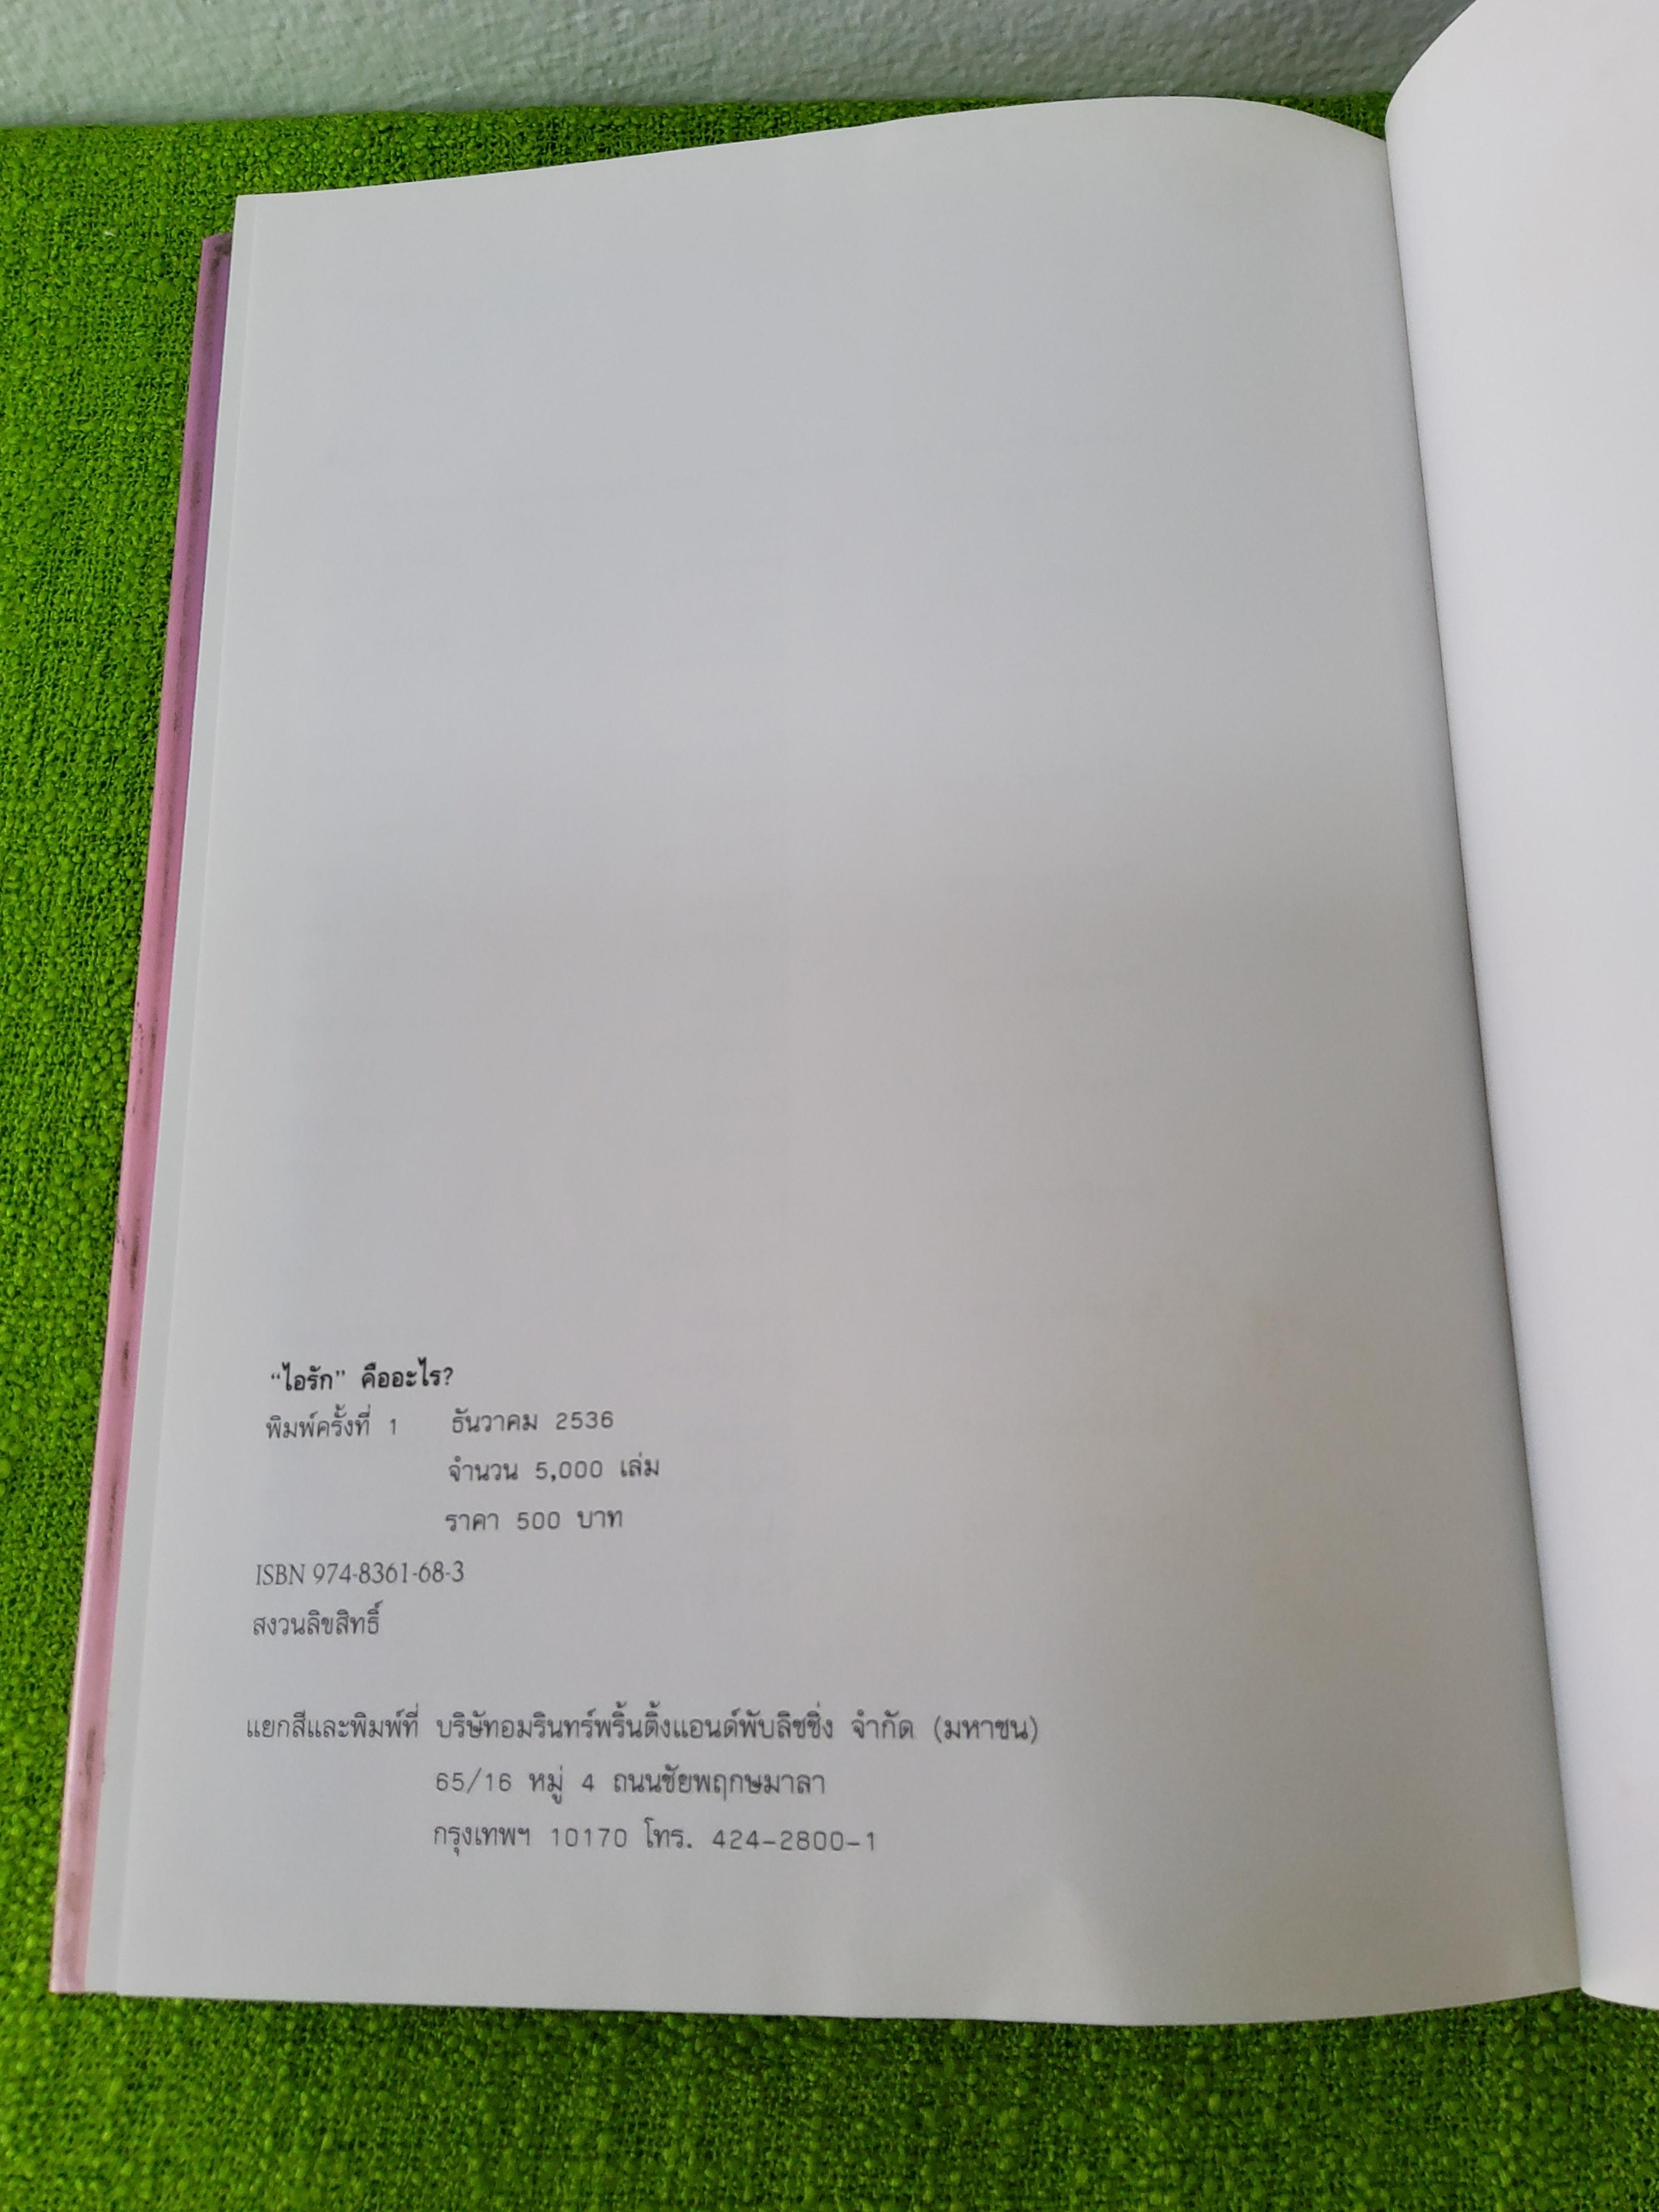 “ไอรัก” คืออะไร?
พิมพ์ครั้งที่ 1 ธันวาคม 2536
จำนวน 5,000 เล่ม
ราคา 500 บาท
ISBN 974-8361-68-3
สงวนลิขสิทธิ์
แยกสีและพิมพ์ที่ บริษัทอมรินทร์พริ้นติ้งแอนด์พับลิชชิ่ง จำกัด (มหาชน)
65/16 หมู่ 4 ถนนชัยพฤกษมาลา
กรุงเทพฯ 10170 โทร. 424-2800-1